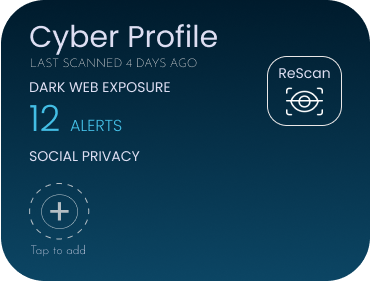 Cyber Profile
LAST SCANNED 4 DAYS AGO
ReScan
DARK WEB EXPOSURE
12 ALERTS
SOCIAL PRIVACY
Tap to add